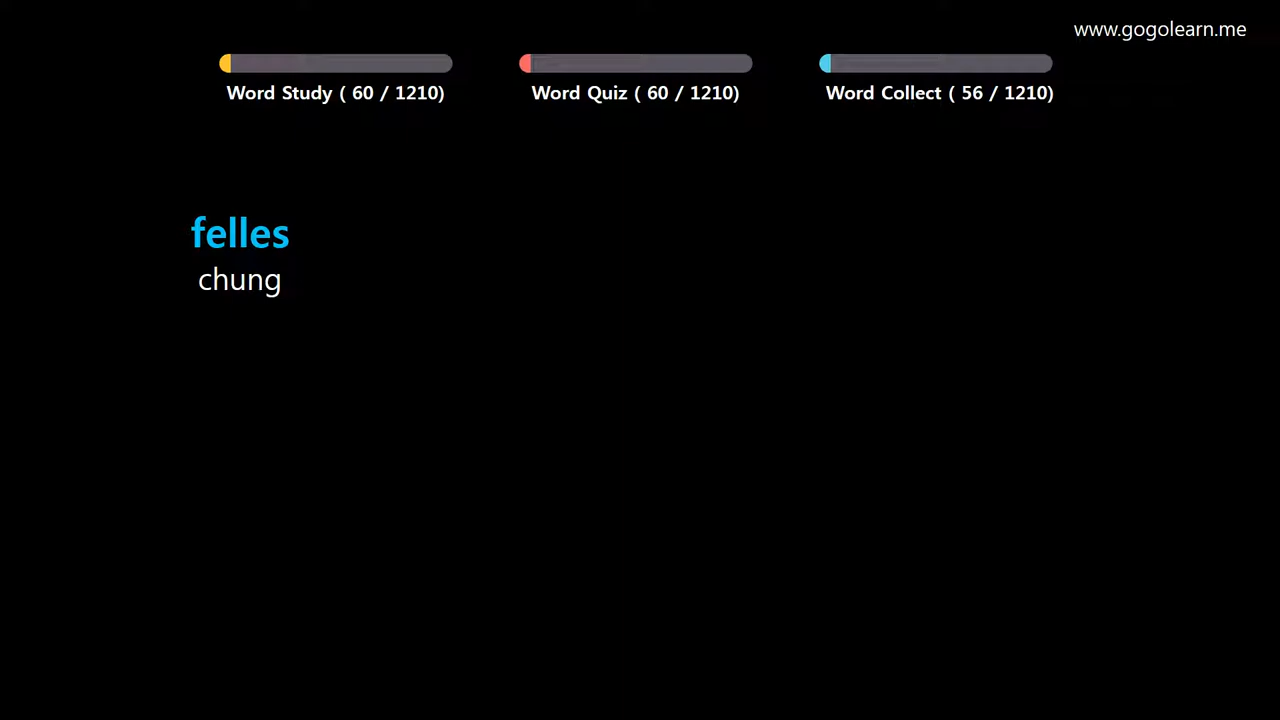 www.gogolearn.me
Word Study ( 60 / 1210)
Word Quiz ( 60 / 1210)
Word Collect ( 56 / 1210)
felles
chung